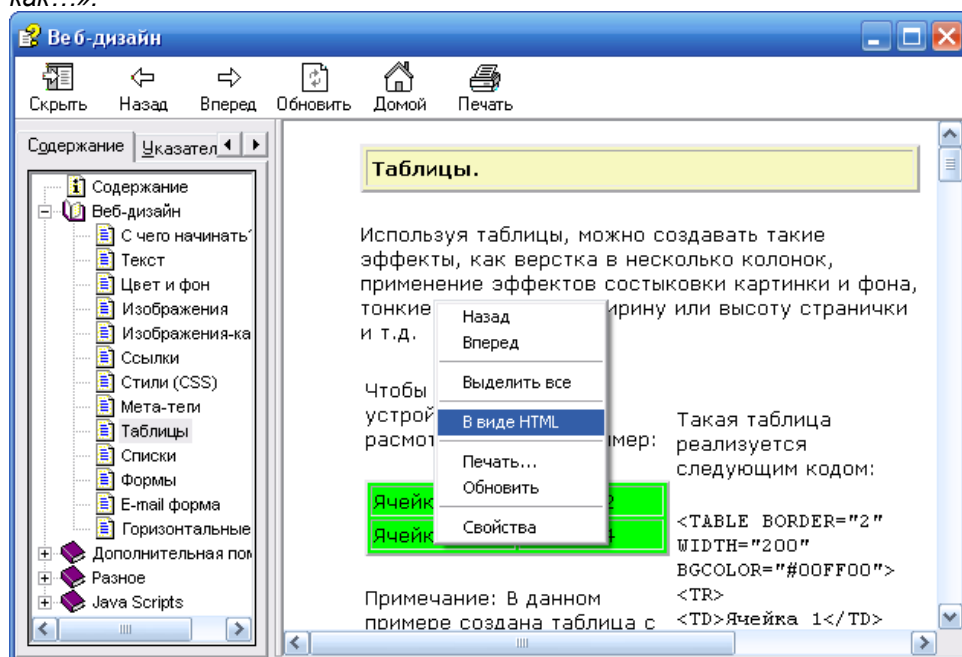 как…».
Веб-дизайн
Скрыть Назад Вперед Обновить Домой Печать
Содержание Указател
Содержание
Веб-дизайн
С чего начинать
Текст
Цвет и фон
Изображения
Изображения-ка
Ссылки
Стили (CSS)
Мета-теги
Таблицы
Списки
Формы
E-mail форма
Горизонтальные
Дополнительная пом
Разное
Java Scripts
Таблицы.
Используя таблицы, можно создавать такие
эффекты, как верстка в несколько колонок,
применение эффектов состыковки картинки и фона,
тонкие ирину или высоту странички
и т.д.
Чтобы
устрой
расмот мер:
Ячейк 2
Ячейк 4
Примечание: В данном
примере создана таблица с
Назад
Вперед
Выделить все
В виде HTML
Печать...
Обновить
Свойства
Такая таблица
реализуется
следующим кодом:
<TABLE BORDER="2"
WIDTH="200"
BGCOLOR="#00FF00">
<TR>
<TD>Ячейка 1</TD>